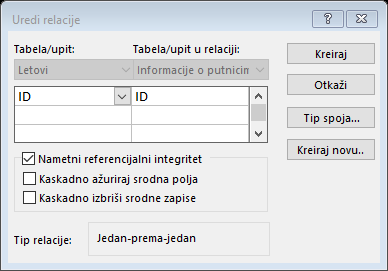 Uredi relacije
Tabela/upit: Tabela/upit u relaciji:
Letovi Informacije o putnicim
ID ID
Nametni referencijalni integritet
Kaskadno ažuriraj srodna polja
Kaskadno izbriši srodne zapise
Tip relacije: Jedan-prema-jedan
Kreiraj
Otkaži
Tip spoja...
Kreiraj novu..